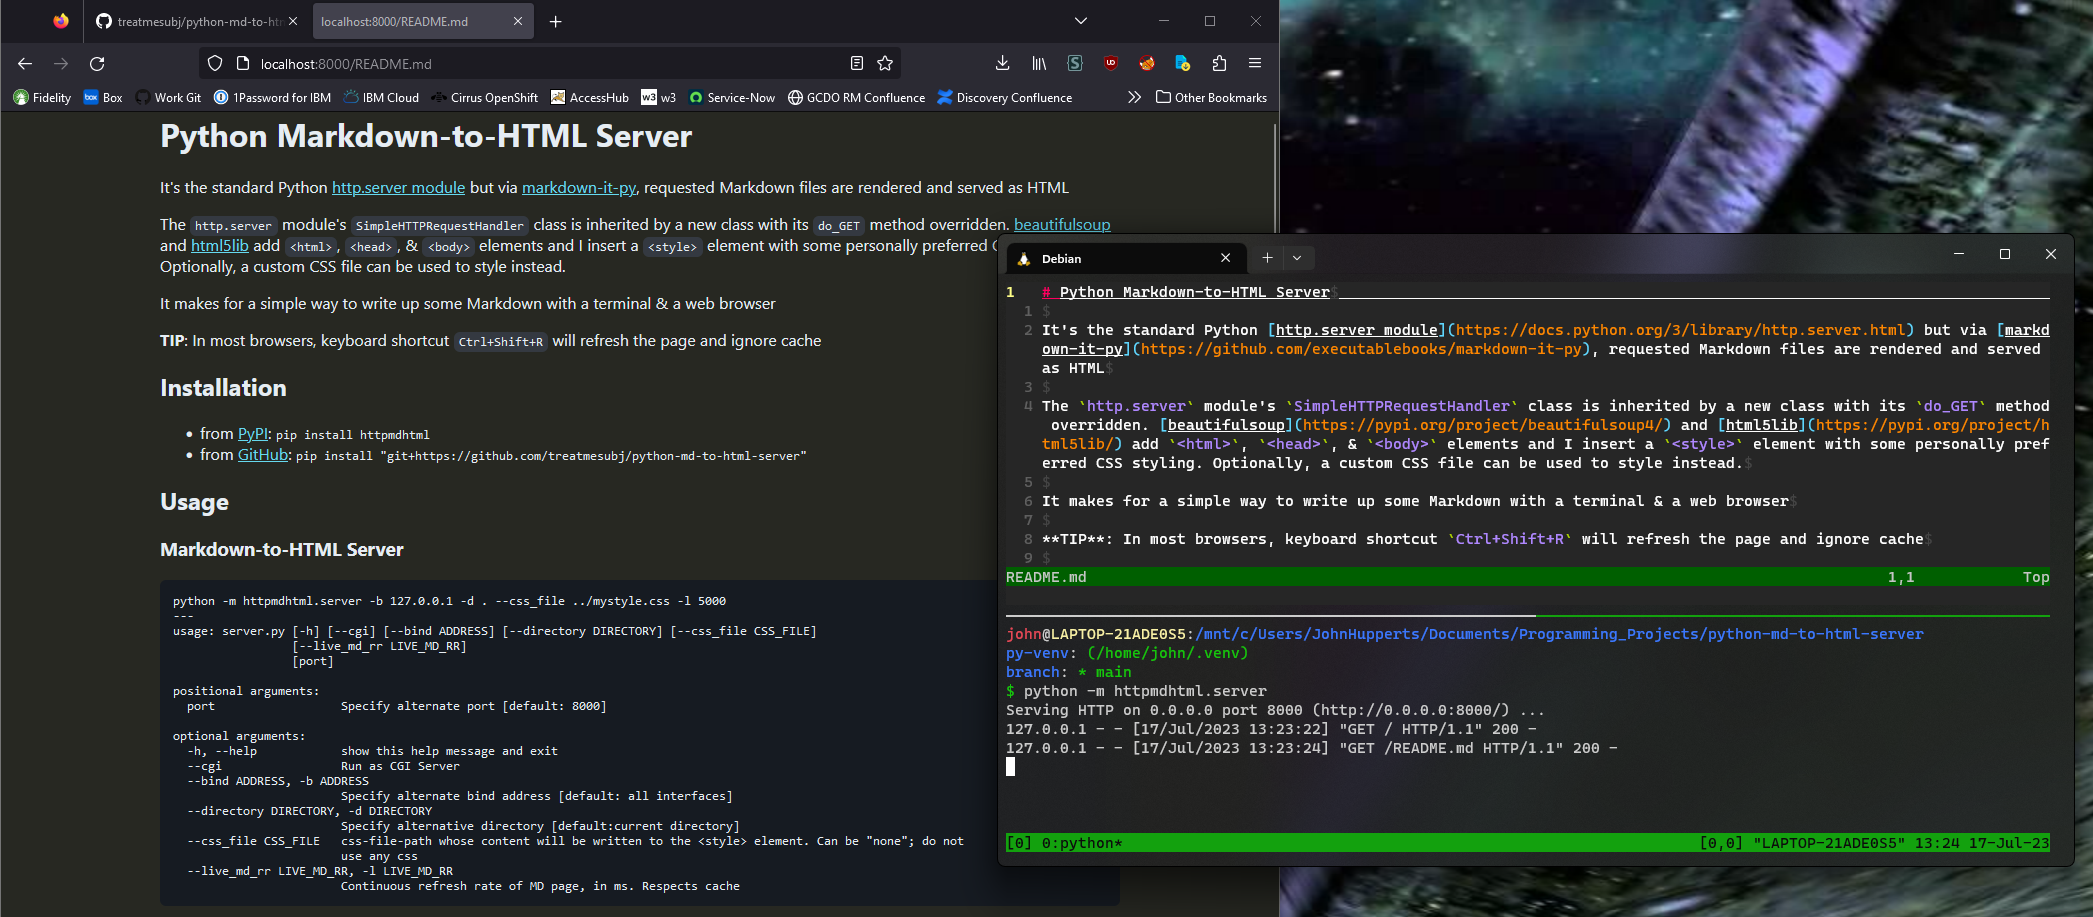 treatmesubj/python-md-to-htm
localhost:8000/README.md
localhost:8000/README.md
Fidelity
box Box
Work Git
1Password for IBM
IBM Cloud
Cirrus OpenShift
AccessHub
w3 w3
Service-Now
GCDO RM Confluence
Discovery Confluence
Other Bookmarks
Python Markdown-to-HTML Server
It's the standard Python http.server module but via markdown-it-py, requested Markdown files are rendered and served as HTML
The http.server module's SimpleHTTPRequestHandler class is inherited by a new class with its do_GET method overridden. beautifulsoup
and html5lib add <html>, <head>, & <body> elements and I insert a <style> element with some personally preferred
Optionally, a custom CSS file can be used to style instead.
It makes for a simple way to write up some Markdown with a terminal & a web browser
TIP: In most browsers, keyboard shortcut Ctrl+Shift+R will refresh the page and ignore cache
Installation
• from PyPI: pip install httpmdhtml
• from GitHub: pip install "git+https://github.com/treatmesubj/python-md-to-html-server"
Usage
Markdown-to-HTML Server
python -m httpmdhtml.server -b 127.0.0.1 -d . --css_file ../mystyle.css -l 5000
---
usage: server.py [-h] [--cgi] [--bind ADDRESS] [--directory DIRECTORY] [--css_file CSS_FILE]
[--live_md_rr LIVE_MD_RR]
[port]
positional arguments:
port Specify alternate port [default: 8000]
optional arguments:
-h, --help show this help message and exit
--cgi Run as CGI Server
--bind ADDRESS, -b ADDRESS
Specify alternate bind address [default: all interfaces]
--directory DIRECTORY, -d DIRECTORY
Specify alternative directory [default:current directory]
--css_file CSS_FILE css-file-path whose content will be written to the <style> element. Can be "none"; do not
use any css
--live_md_rr LIVE_MD_RR, -l LIVE_MD_RR
Continuous refresh rate of MD page, in ms. Respects cache
Debian
1 # Python Markdown-to-HTML Server$
1 $
2 It's the standard Python [http.server module](https://docs.python.org/3/library/http.server.html) but via [markd
own-it-py](https://github.com/executablebooks/markdown-it-py), requested Markdown files are rendered and served
as HTML$
3 $
4 The `http.server` module's `SimpleHTTPRequestHandler` class is inherited by a new class with its `do_GET` method
overridden. [beautifulsoup](https://pypi.org/project/beautifulsoup4/) and [html5lib](https://pypi.org/project/h
tml5lib/) add `<html>`, `<head>`, & `<body>` elements and I insert a `<style>` element with some personally pref
erred CSS styling. Optionally, a custom CSS file can be used to style instead.$
5 $
6 It makes for a simple way to write up some Markdown with a terminal & a web browser$
7 $
8 **TIP**: In most browsers, keyboard shortcut `Ctrl+Shift+R` will refresh the page and ignore cache$
9 $
README.md 1,1 Top
john@LAPTOP-21ADE0S5:/mnt/c/Users/JohnHupperts/Documents/Programming_Projects/python-md-to-html-server
py-venv: (/home/john/.venv)
branch: * main
$ python -m httpmdhtml.server
Serving HTTP on 0.0.0.0 port 8000 (http://0.0.0.0:8000/) ...
127.0.0.1 - - [17/Jul/2023 13:23:22] "GET / HTTP/1.1" 200 -
127.0.0.1 - - [17/Jul/2023 13:23:24] "GET /README.md HTTP/1.1" 200 -
[0] 0:python* [0,0] "LAPTOP-21ADE0S5" 13:24 17-Jul-23